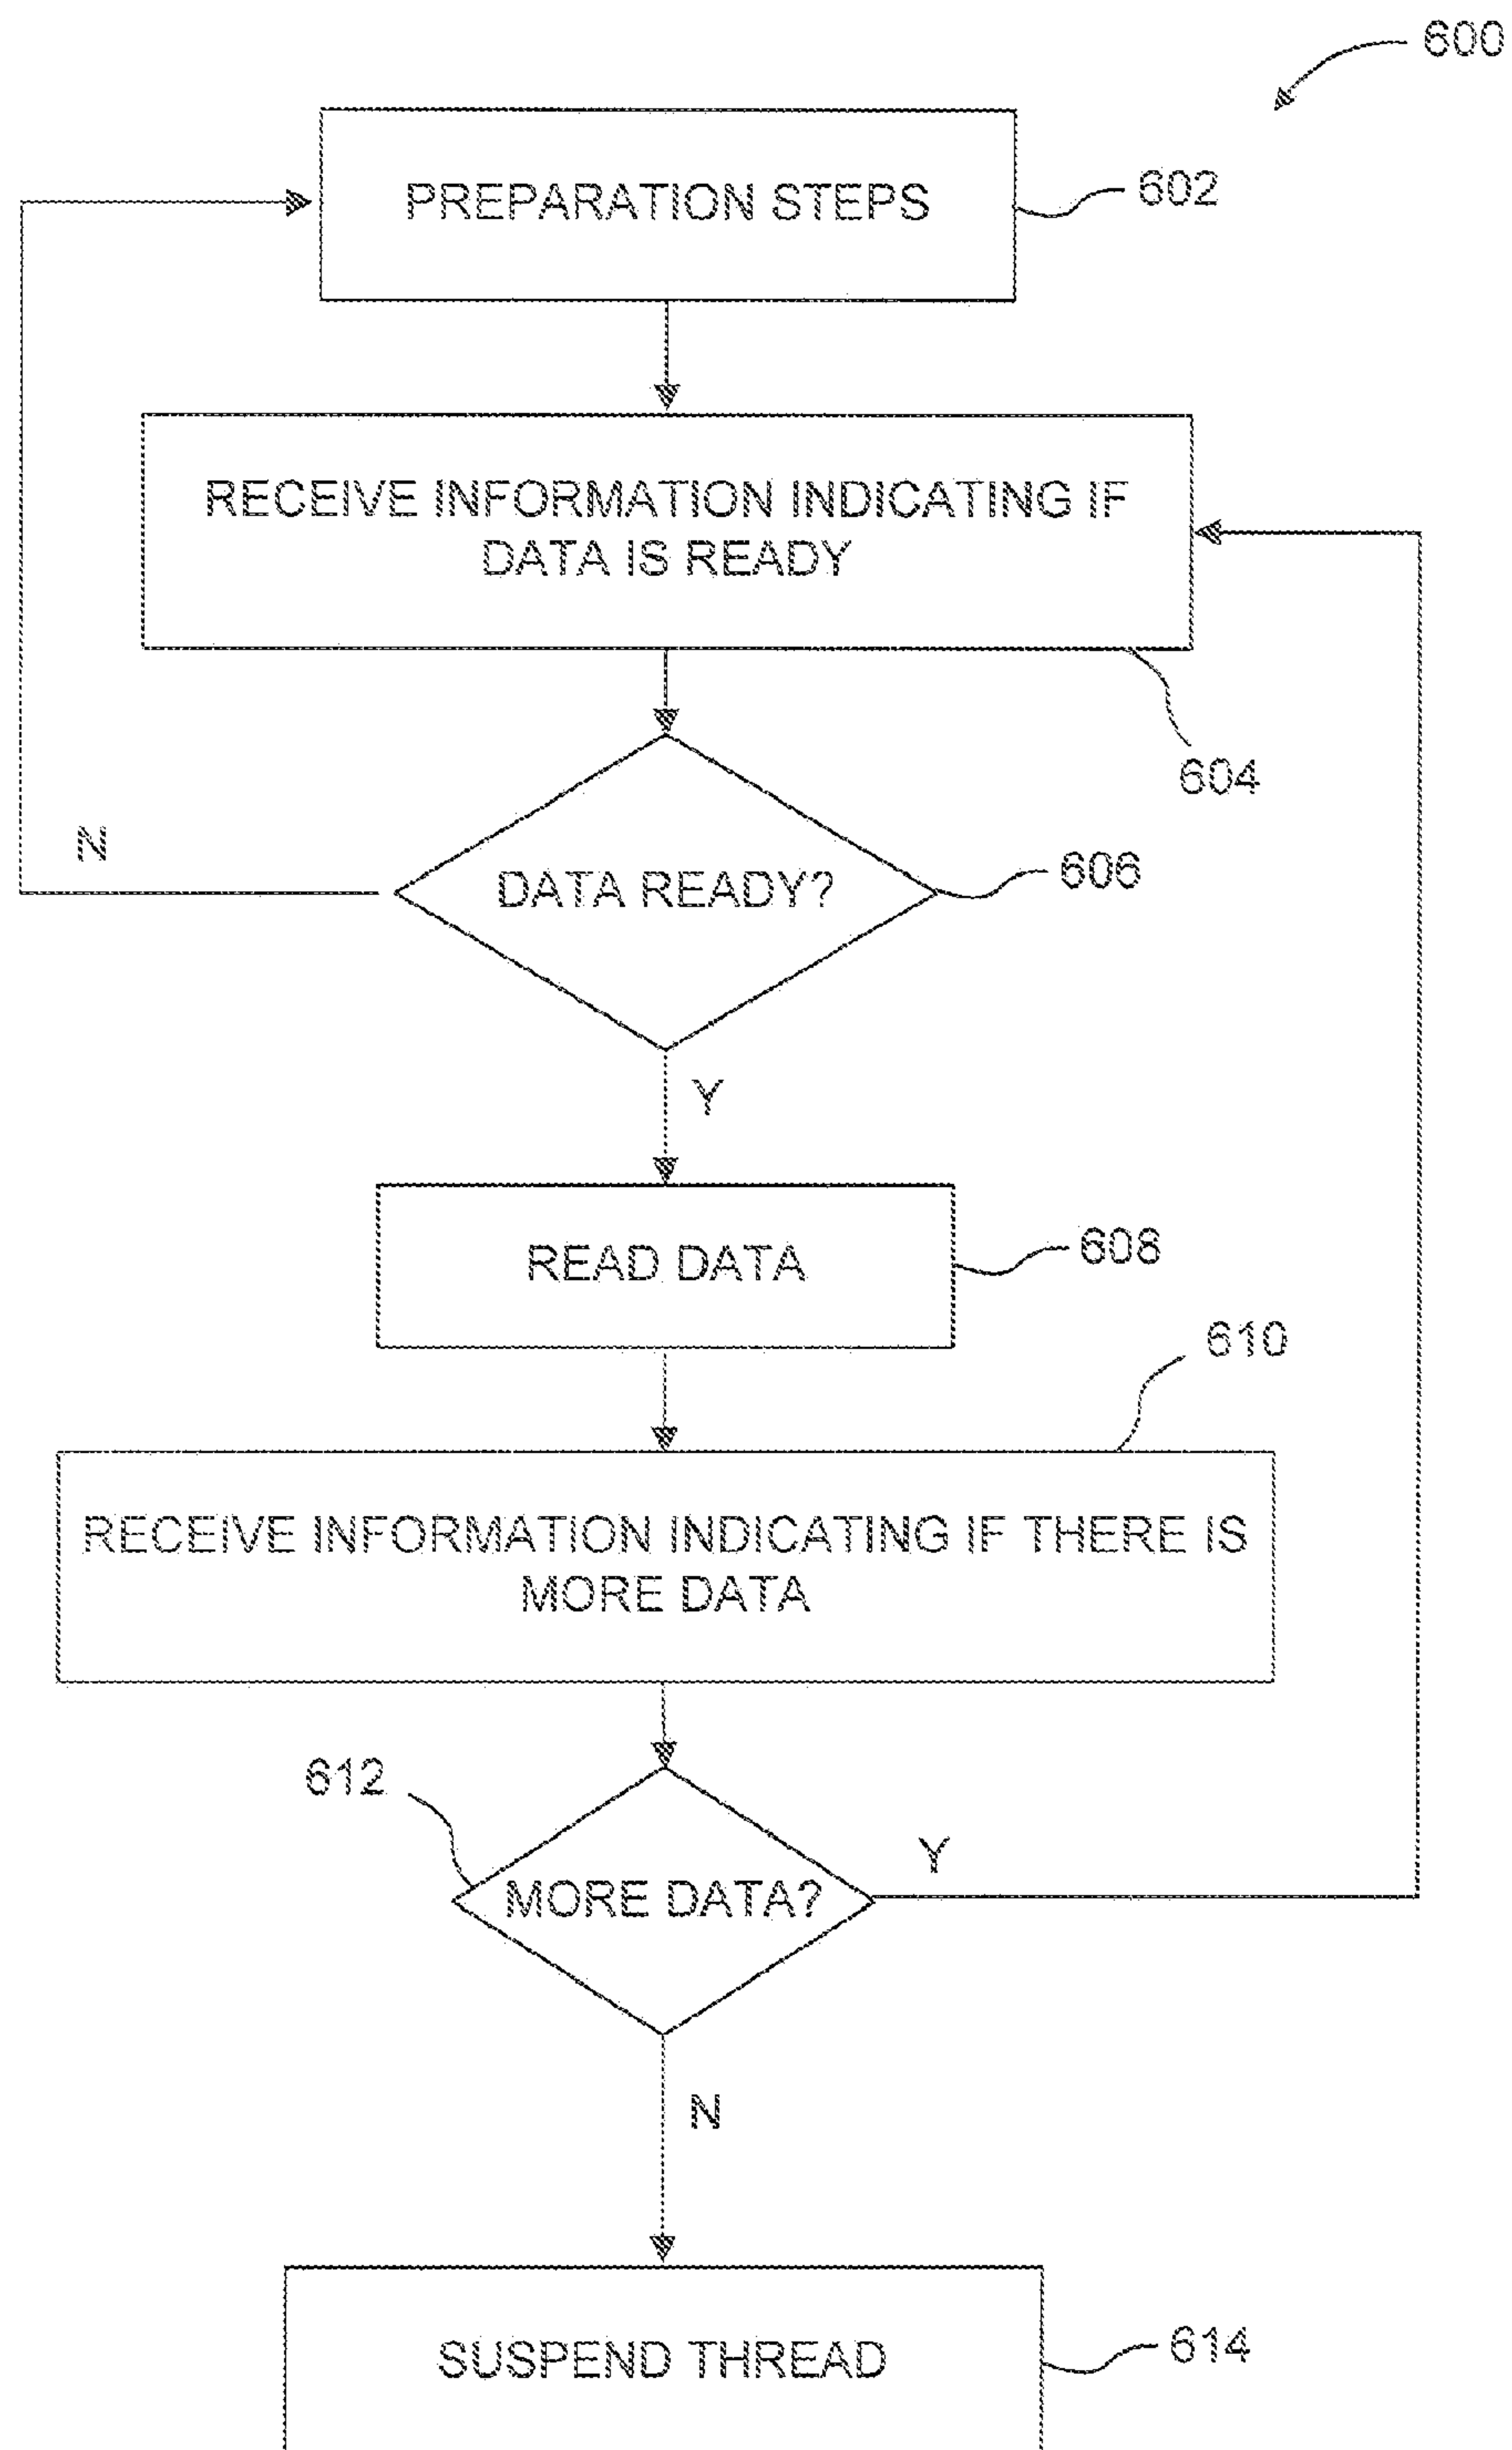 600
PREPARATION STEPS
602
RECEIVE INFORMATION INDICATING IF
DATA IS READY
604
N
DATA READY?
606
Y
READ DATA
608
610
RECEIVE INFORMATION INDICATING IF THERE IS
MORE DATA
612
MORE DATA?
Y
N
SUSPEND THREAD
614